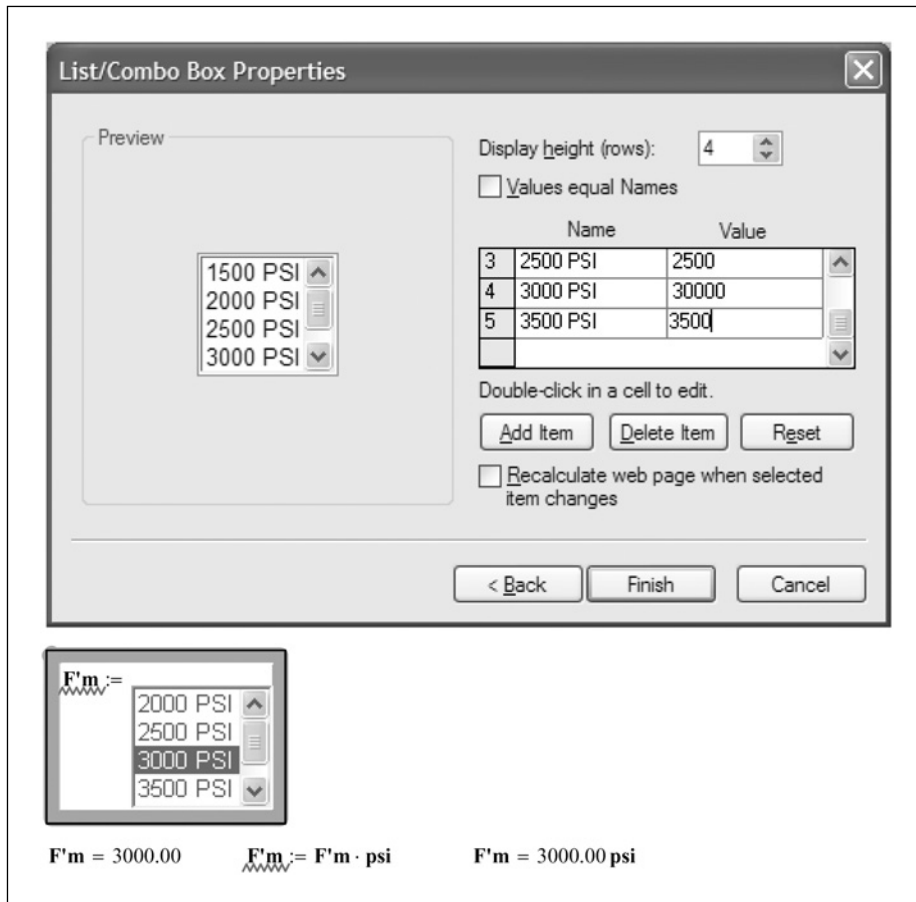 List/Combo Box Properties
Preview
1500 PSI
2000 PSI
2500 PSI
3000 PSI
Display height (rows): 4
Values equal Names
Name Value
3 2500 PSI 2500
4 3000 PSI 30000
5 3500 PSI 3500
Double-click in a cell to edit.
Add Item Delete Item Reset
Recalculate web page when selected
item changes
< Back Finish Cancel
F'm :=
2000 PSI
2500 PSI
3000 PSI
3500 PSI
F'm = 3000.00 F'm := F'm · psi F'm = 3000.00 psi